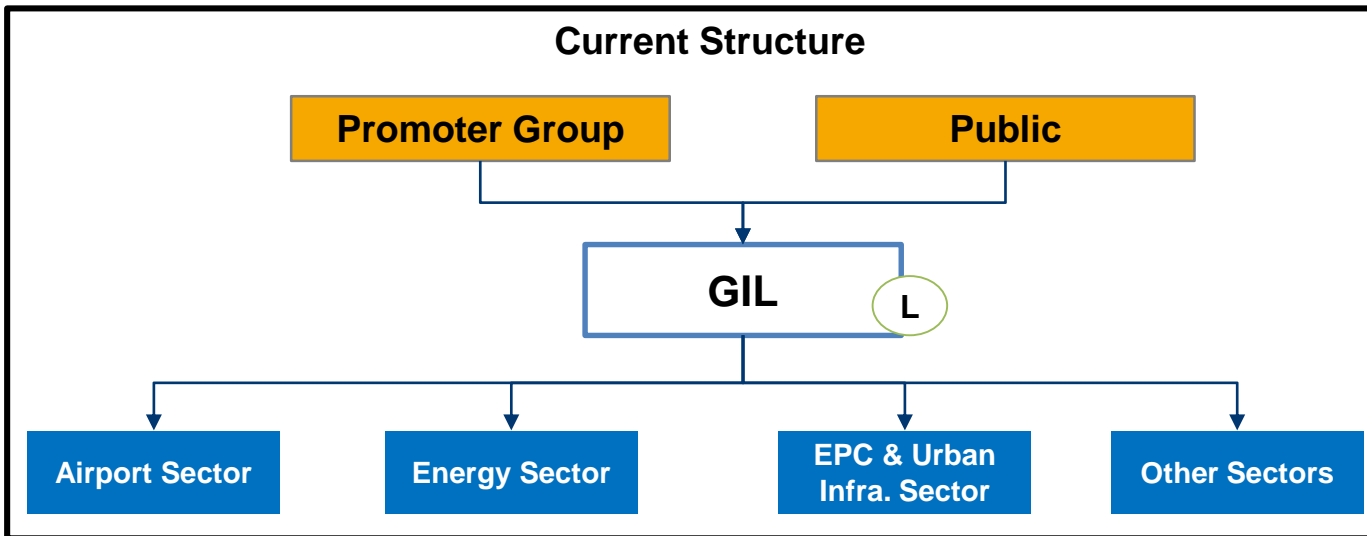 Current Structure
Promoter Group
Public
GIL
L
Airport Sector
Energy Sector
EPC & Urban
Infra. Sector
Other Sectors